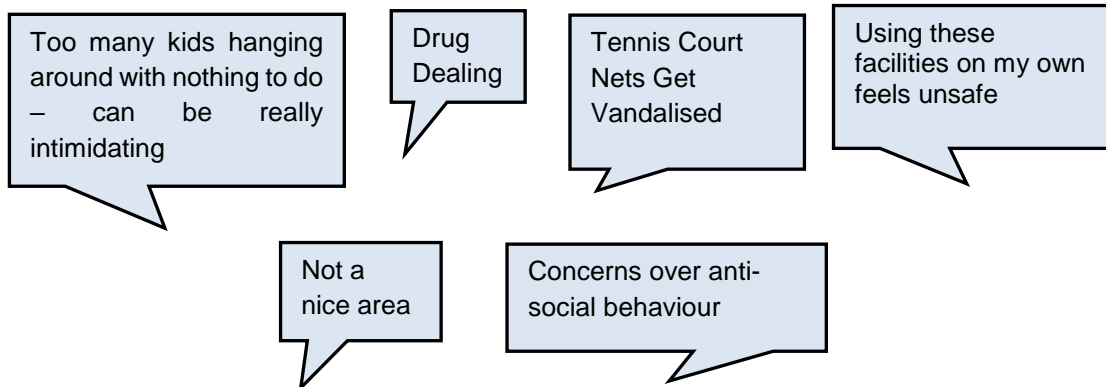 Too many kids hanging
around with nothing to do
– can be really
intimidating
Drug
Dealing
Tennis Court
Nets Get
Vandalised
Using these
facilities on my own
feels unsafe
Not a
nice area
Concerns over anti-
social behaviour